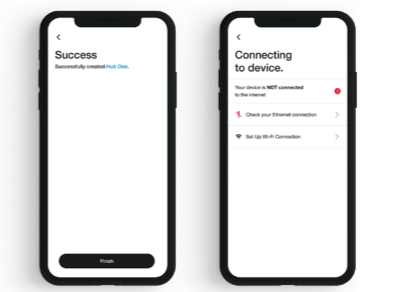 Success
Successfully created Hub One.
Finish
Connecting
to device.
Your device is NOT connected
to the internet
Check your Ethernet connection
Set Up Wi-Fi Connection